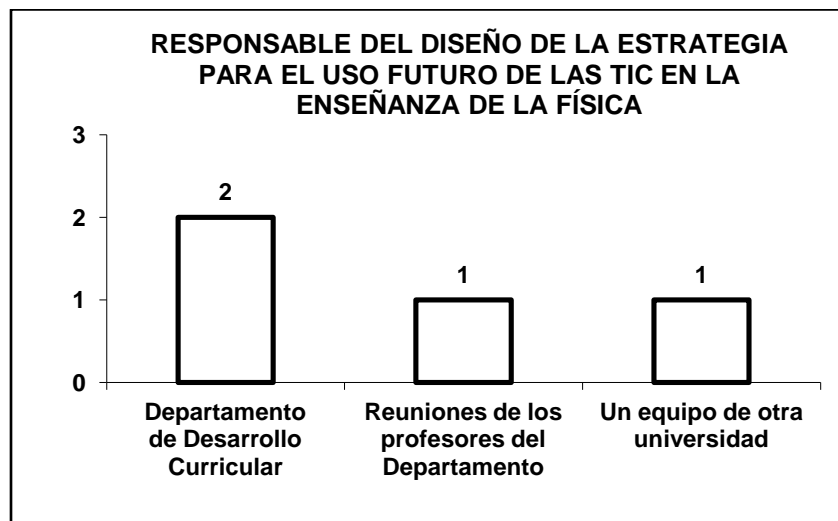 RESPONSABLE DEL DISEÑO DE LA ESTRATEGIA
PARA EL USO FUTURO DE LAS TIC EN LA
ENSEÑANZA DE LA FÍSICA
3
2
1
0
2
1
1
Departamento
de Desarrollo
Curricular
Reuniones de los
profesores del
Departamento
Un equipo de otra
universidad